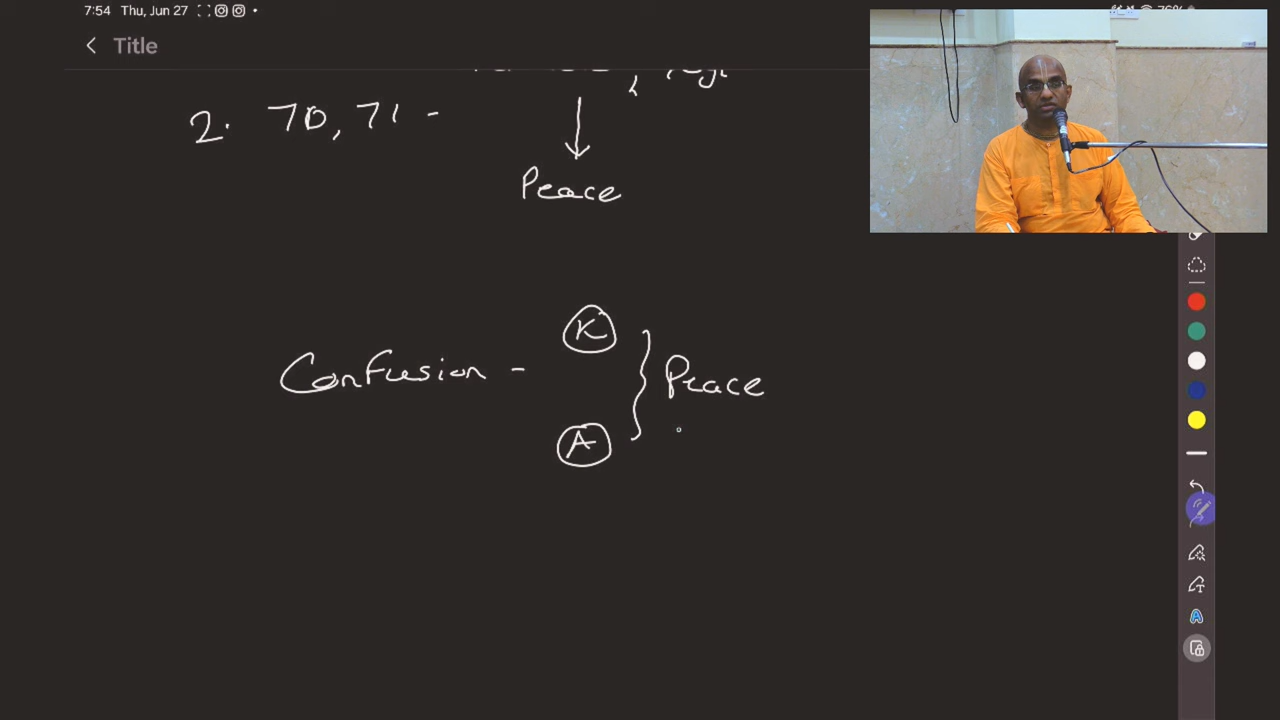 7:54 Thu, Jun 27
Title
2. 70, 71 -
Peace
K
Confusion - } Peace
A